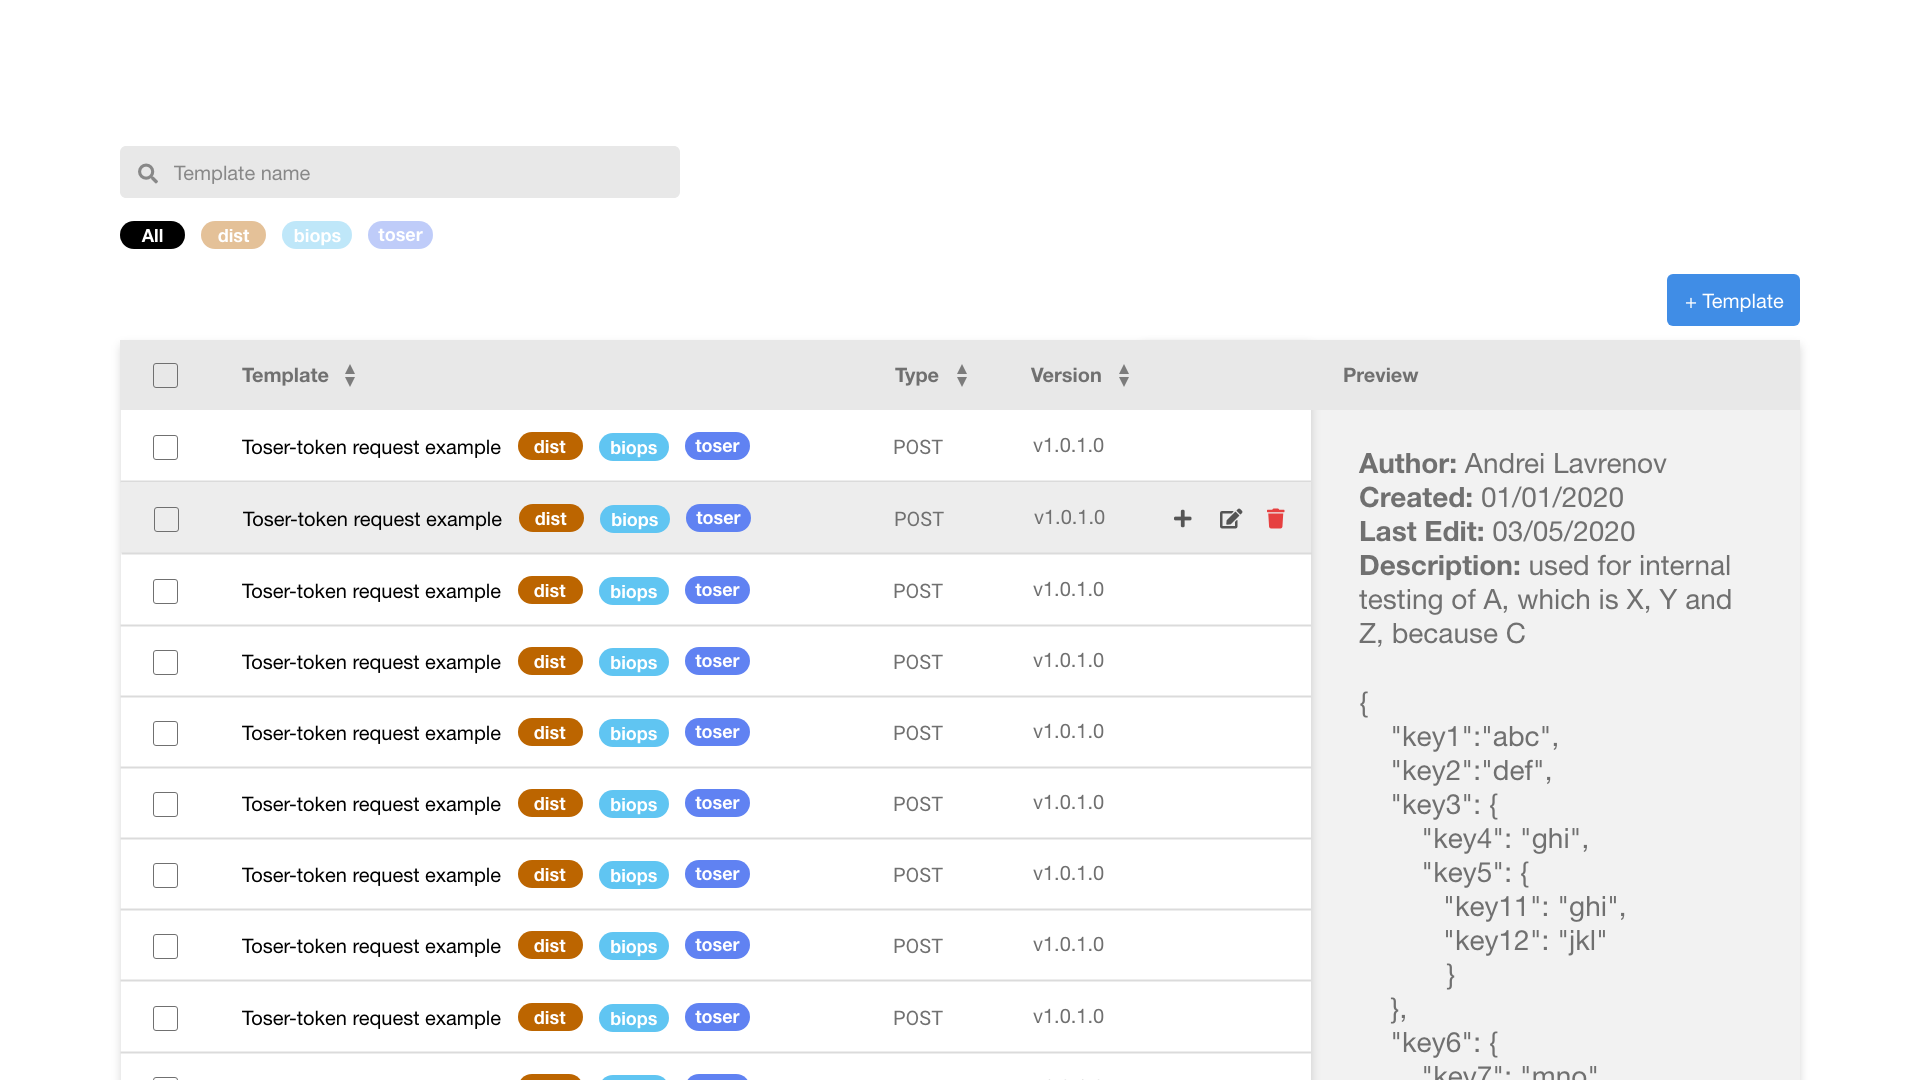 Template name
All dist biops toser
+ Template
Template Type Version Preview
Toser-token request example dist biops toser POST v1.0.1.0
Toser-token request example dist biops toser POST v1.0.1.0
Toser-token request example dist biops toser POST v1.0.1.0
Toser-token request example dist biops toser POST v1.0.1.0
Toser-token request example dist biops toser POST v1.0.1.0
Toser-token request example dist biops toser POST v1.0.1.0
Toser-token request example dist biops toser POST v1.0.1.0
Toser-token request example dist biops toser POST v1.0.1.0
Toser-token request example dist biops toser POST v1.0.1.0
Author: Andrei Lavrenov
Created: 01/01/2020
Last Edit: 03/05/2020
Description: used for internal
testing of A, which is X, Y and
Z, because C
{
"key1":"abc",
"key2":"def",
"key3": {
"key4": "ghi",
"key5": {
"key11": "ghi",
"key12": "jkl"
}
},
"key6": {
"key7": "mno"